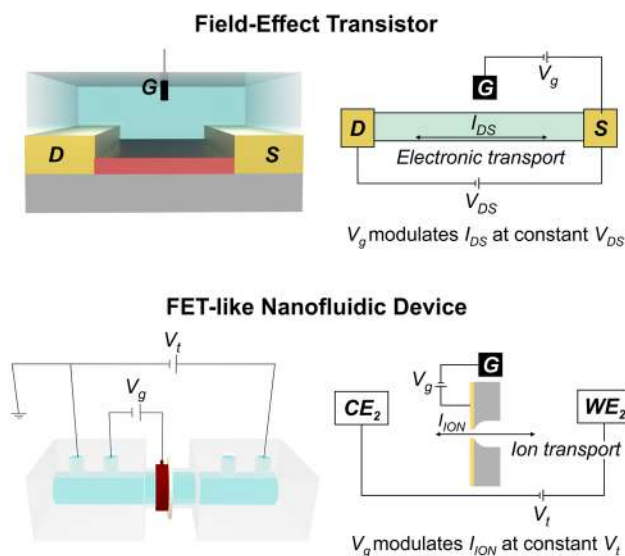 Field-Effect Transistor
G
D
S
G
V_g
D
I_DS
S
Electronic transport
V_DS
V_g modulates I_DS at constant V_DS
FET-like Nanofluidic Device
V_t
V_g
G
V_g
CE_2
WE_2
I_ION
Ion transport
V_t
V_g modulates I_ION at constant V_t